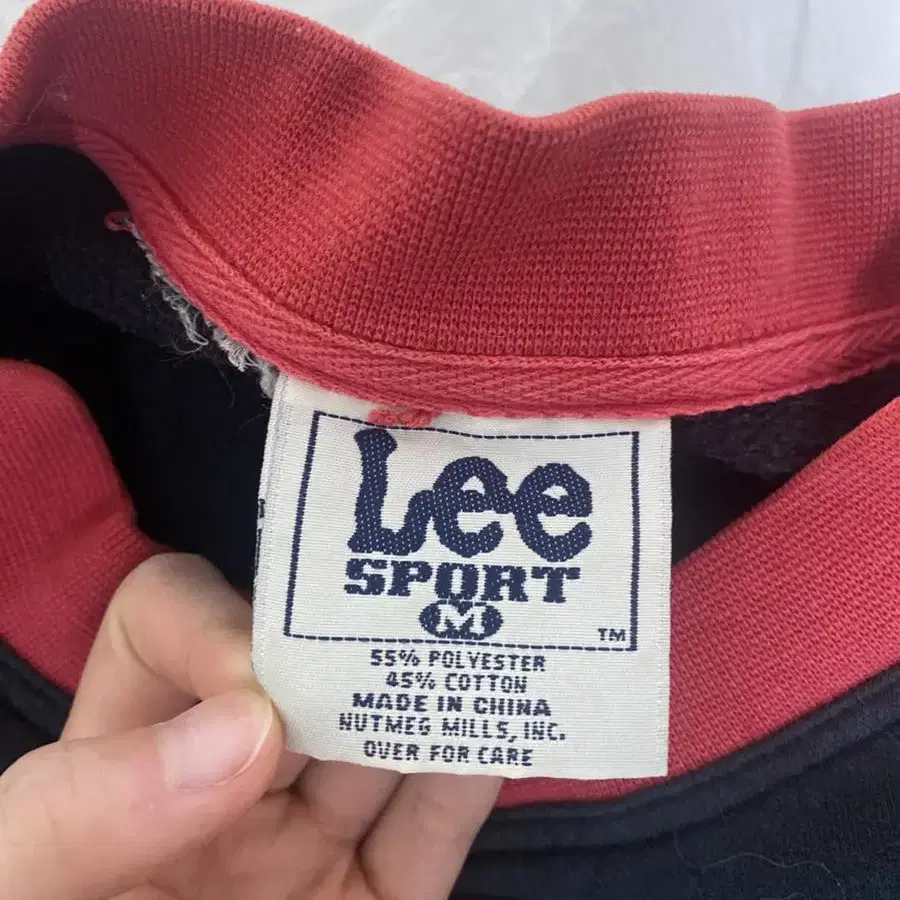 Lee
SPORT
M
TM
55% POLYESTER
45% COTTON
MADE IN CHINA
NUTMEG MILLS, INC.
OVER FOR CARE